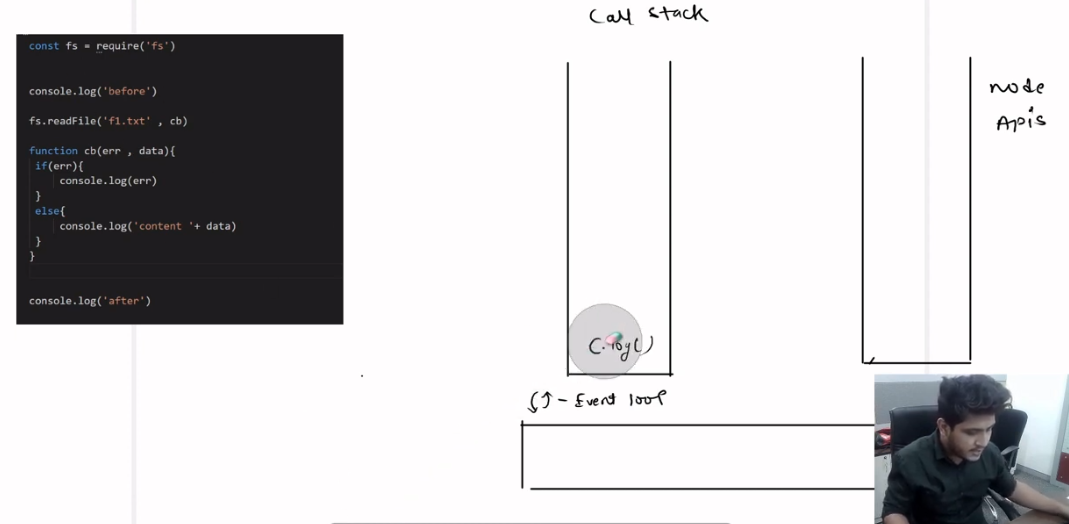 Call Stack
const fs = require('fs')
console.log('before')
fs.readFile('f1.txt' , cb)
function cb(err , data){
if(err){
console.log(err)
}
else{
console.log('content '+ data)
}
}
console.log('after')
node
Apis
C.log()
- Event loop